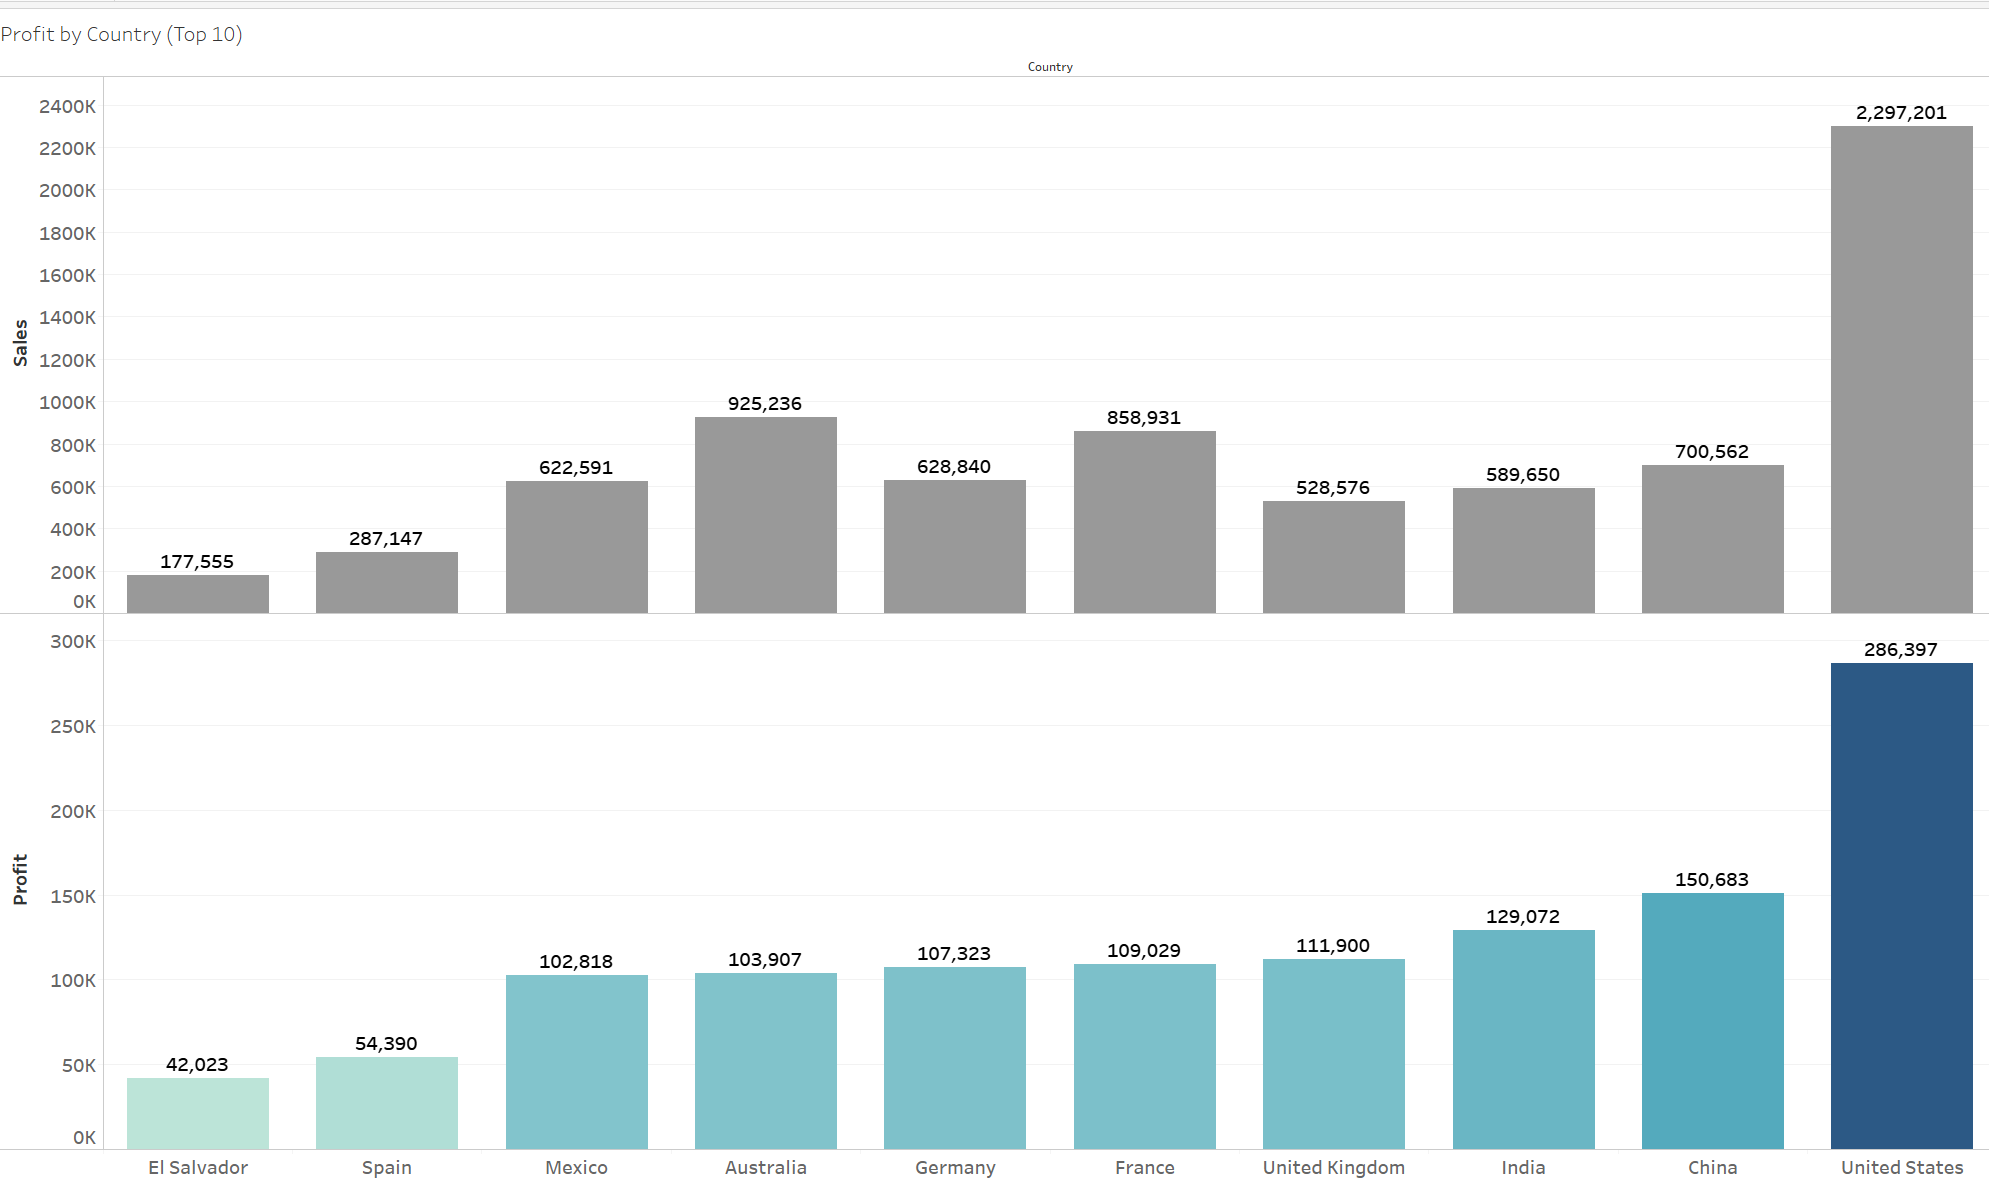 Profit by Country (Top 10)
Country
2400K
2200K
2000K
1800K
1600K
1400K
1200K
1000K
800K
600K
400K
200K
0K
Sales
177,555
287,147
622,591
925,236
628,840
858,931
528,576
589,650
700,562
2,297,201
300K
250K
200K
150K
100K
50K
0K
Profit
42,023
54,390
102,818
103,907
107,323
109,029
111,900
129,072
150,683
286,397
El Salvador
Spain
Mexico
Australia
Germany
France
United Kingdom
India
China
United States